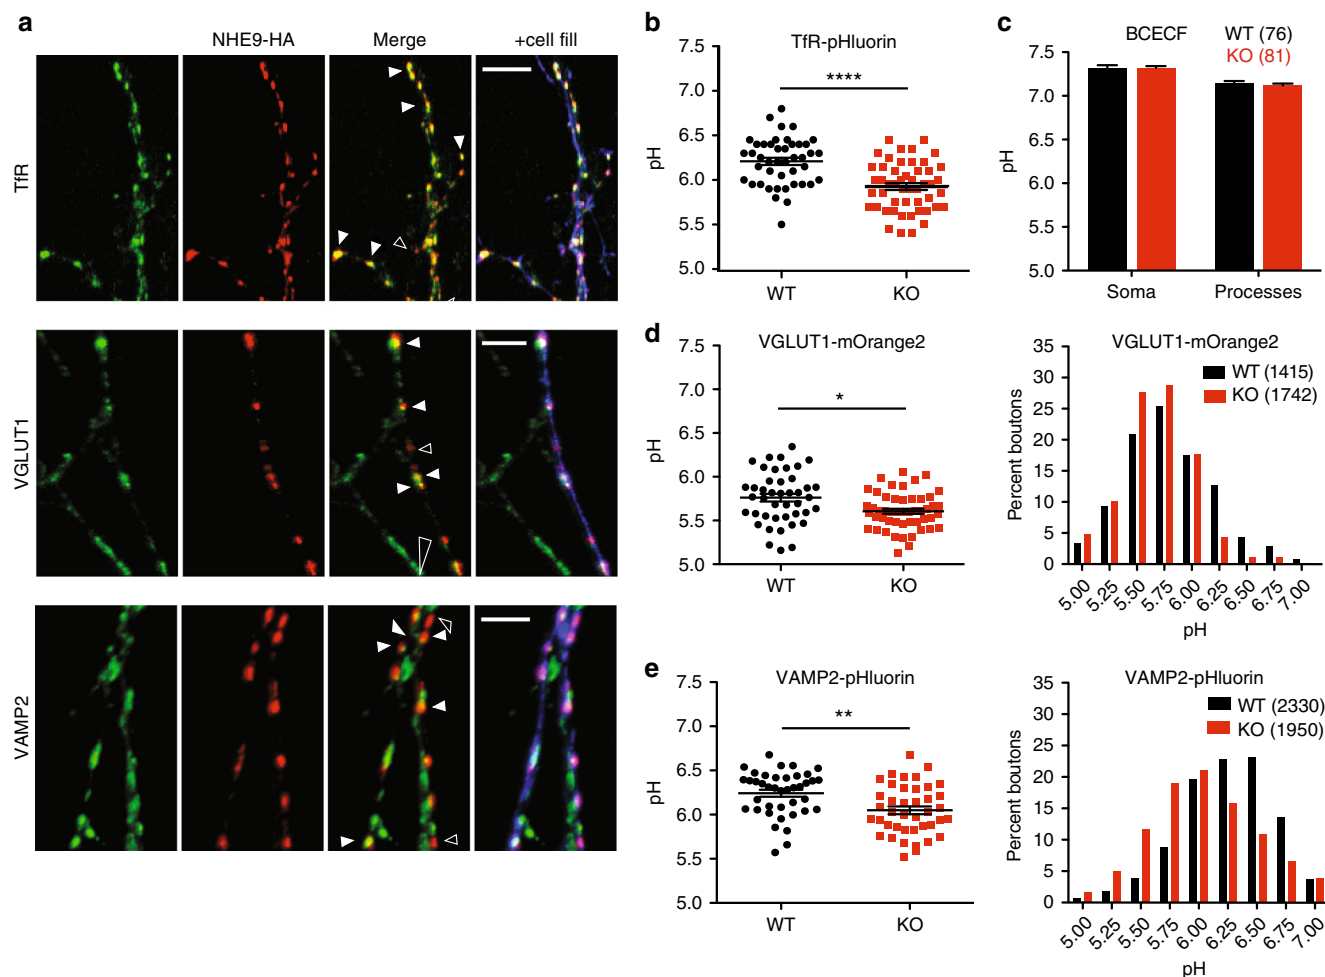 a
NHE9-HA
Merge
+cell fill
TfR
VGLUT1
VAMP2
b
TfR-pHluorin
****
pH
7.5
7.0
6.5
6.0
5.5
5.0
WT
KO
c
BCECF
WT (76)
KO (81)
pH
7.5
7.0
6.5
6.0
5.5
5.0
Soma
Processes
d
VGLUT1-mOrange2
*
pH
7.5
7.0
6.5
6.0
5.5
5.0
WT
KO
VGLUT1-mOrange2
WT (1415)
KO (1742)
Percent boutons
35
30
25
20
15
10
5
0
5.00
5.25
5.50
5.75
6.00
6.25
6.50
6.75
7.00
pH
e
VAMP2-pHluorin
**
pH
7.5
7.0
6.5
6.0
5.5
5.0
WT
KO
VAMP2-pHluorin
WT (2330)
KO (1950)
Percent boutons
35
30
25
20
15
10
5
0
5.00
5.25
5.50
5.75
6.00
6.25
6.50
6.75
7.00
pH